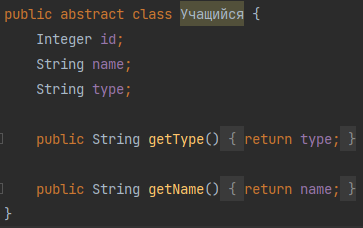 public abstract class Учащийся {
Integer id;
String name;
String type;
public String getType() { return type; }
public String getName() { return name; }
}